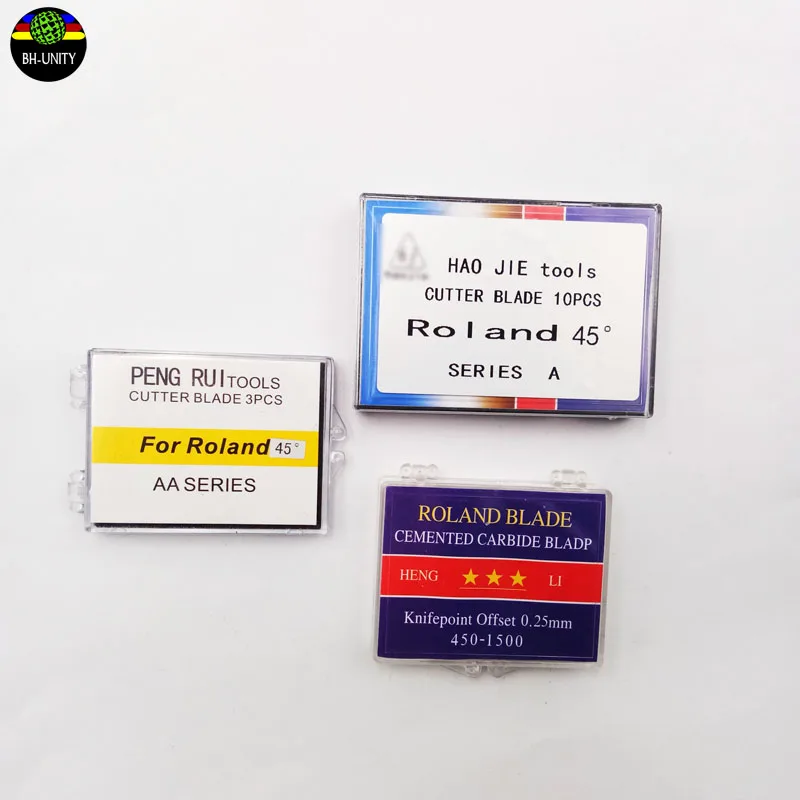 BH-UNITY
HAO JIE tools
CUTTER BLADE 10PCS
Roland 45°
SERIES A
PENG RUI TOOLS
CUTTER BLADE 3PCS
For Roland 45°
AA SERIES
ROLAND BLADE
CEMENTED CARBIDE BLADP
HENG ★★★ LI
Knifepoint Offset 0.25mm
450-1500